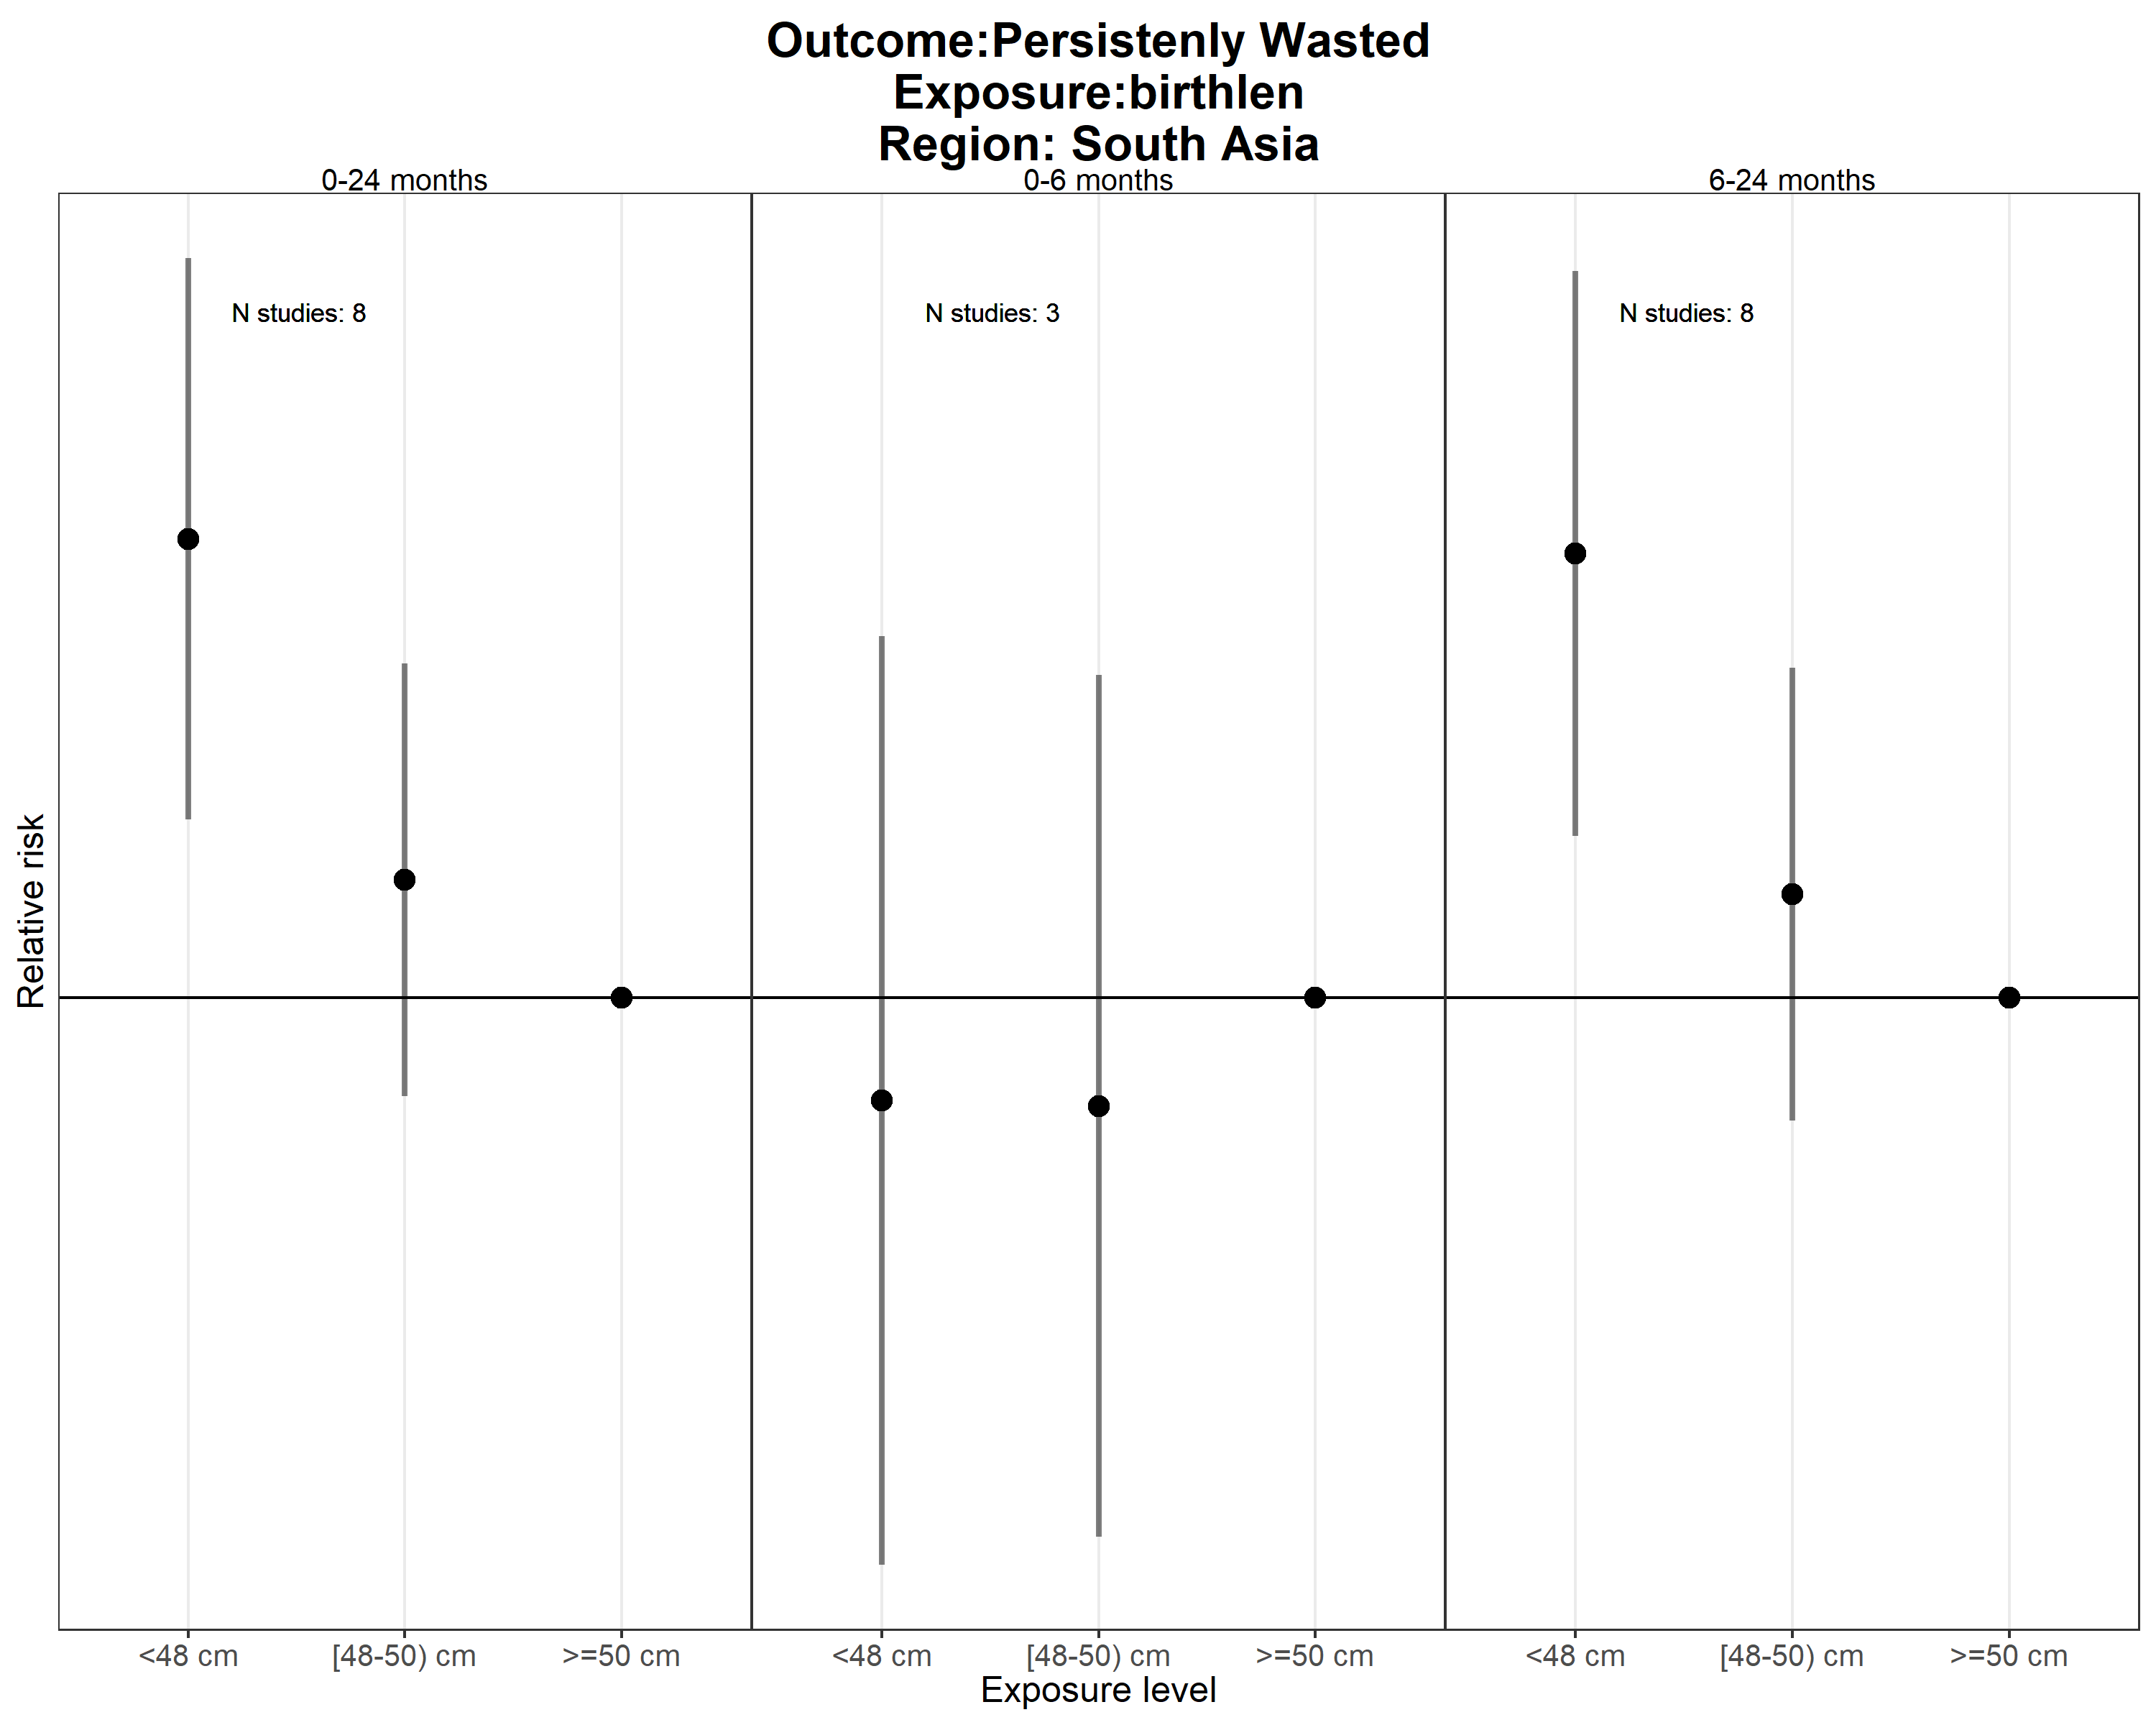 Outcome:Persistenly Wasted
Exposure:birthlen
Region: South Asia
0-24 months
0-6 months
6-24 months
N studies: 8
N studies: 3
N studies: 8
Relative risk
<48 cm
[48-50) cm
>=50 cm
<48 cm
[48-50) cm
>=50 cm
<48 cm
[48-50) cm
>=50 cm
Exposure level